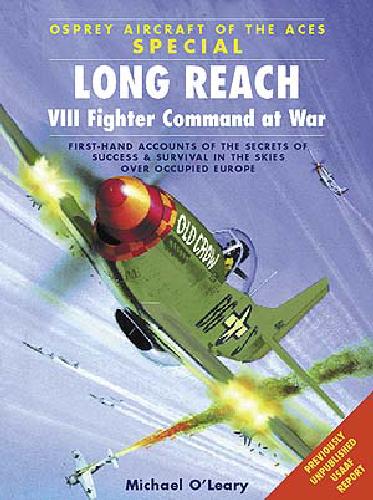 OSPREY AIRCRAFT OF THE ACES
SPECIAL
LONG REACH
VIII Fighter Command at War
FIRST-HAND ACCOUNTS OF THE SECRETS OF
SUCCESS & SURVIVAL IN THE SKIES
OVER OCCUPIED EUROPE
OLD CROW
PREVIOUSLY
UNPUBLISHED
USAAF
REPORT
Michael O'Leary